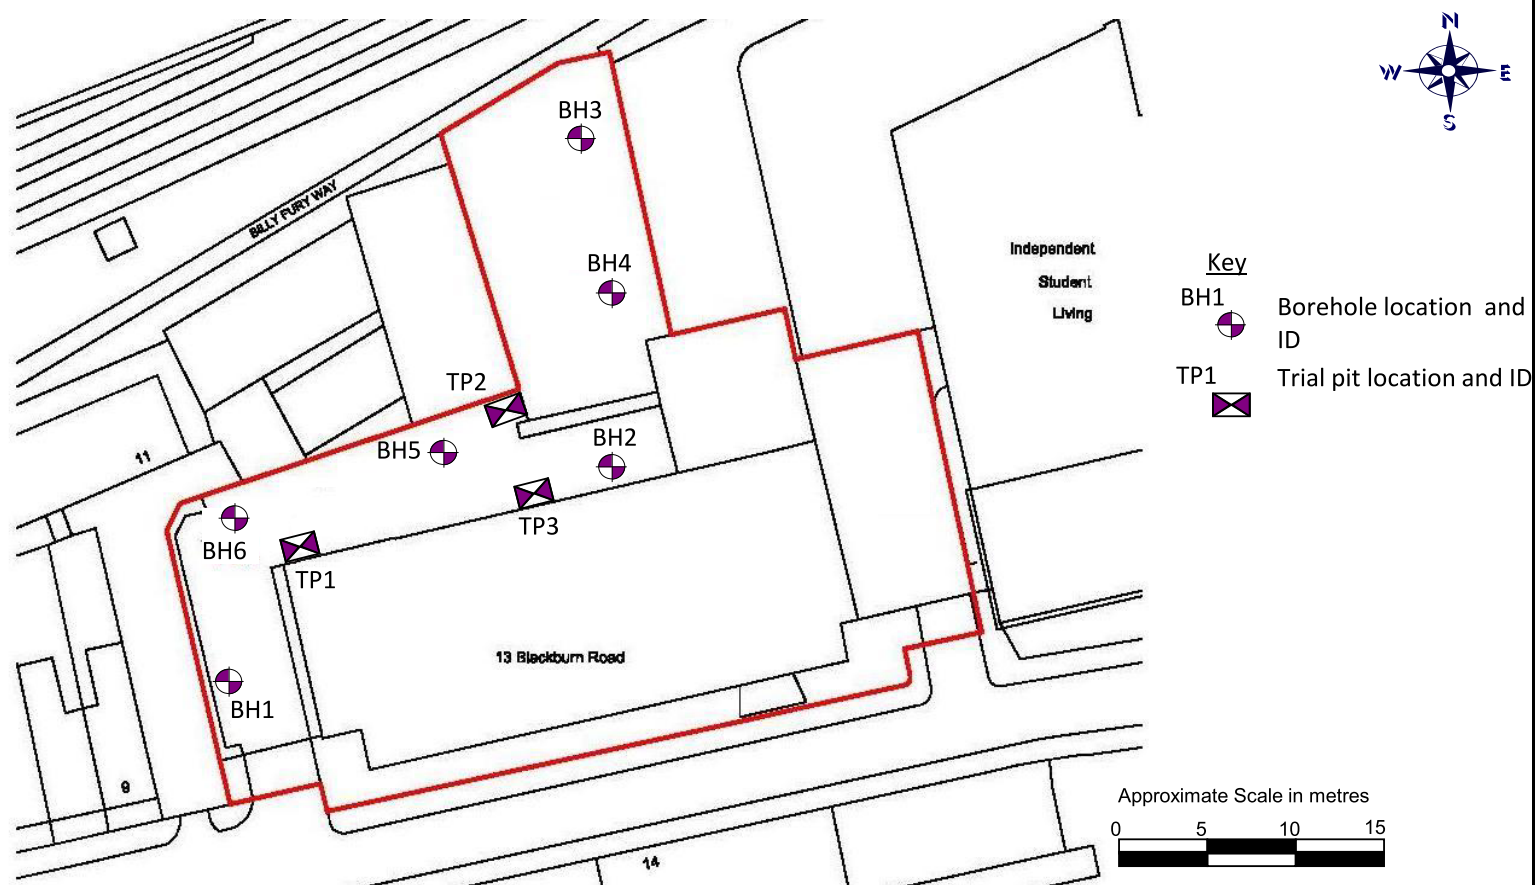 N
W E
S
BH3
BILLY FURY WAY
Independent
Student
Living
BH4
Key
BH1
Borehole location and
ID
TP1
Trial pit location and ID
TP2
BH5
BH2
11
TP3
BH6
TP1
13 Blackburn Road
BH1
9
14
Approximate Scale in metres
0 5 10 15